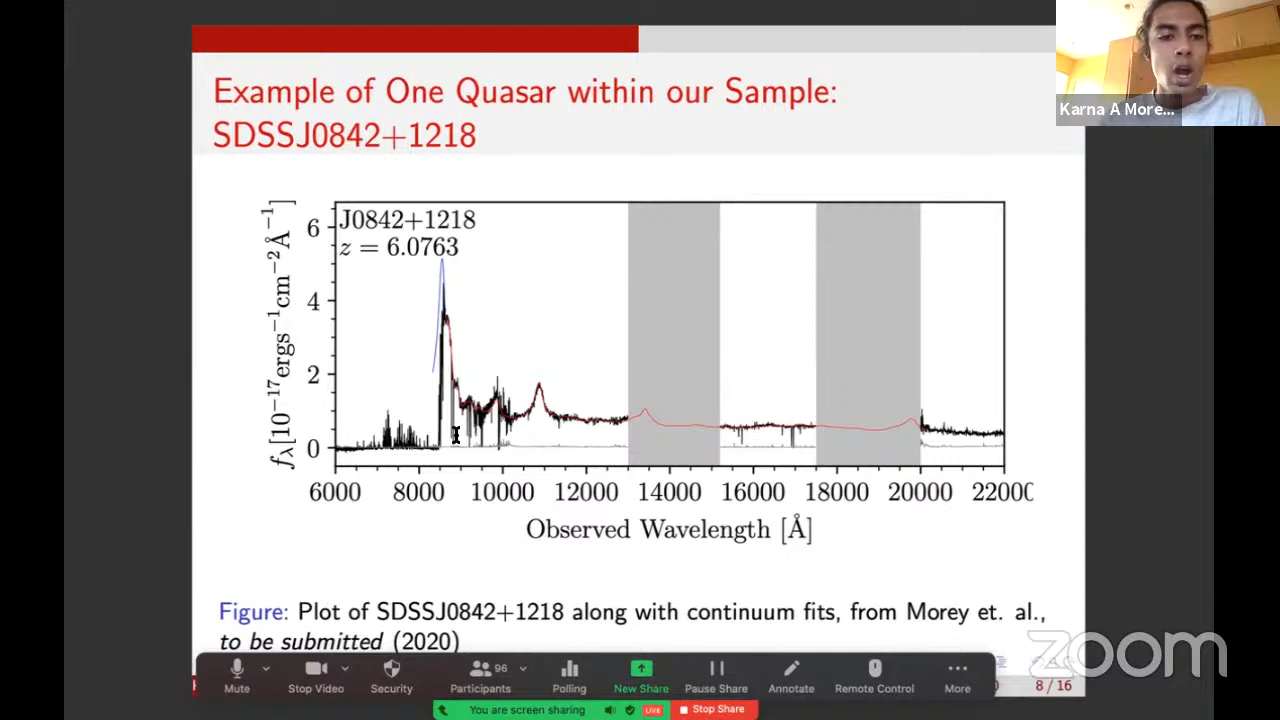 Example of One Quasar within our Sample:
SDSSJ0842+1218
Karna A More...
J0842+1218
z = 6.0763
fλ[10⁻¹⁷ergs⁻¹cm⁻²Å⁻¹]
6
4
2
0
6000 8000 10000 12000 14000 16000 18000 20000 22000
Observed Wavelength [Å]
Figure: Plot of SDSSJ0842+1218 along with continuum fits, from Morey et. al.,
to be submitted (2020)
zoom
96
Mute Stop Video Security Participants Polling New Share Pause Share Annotate Remote Control More
8 / 16
You are screen sharing LIVE Stop Share